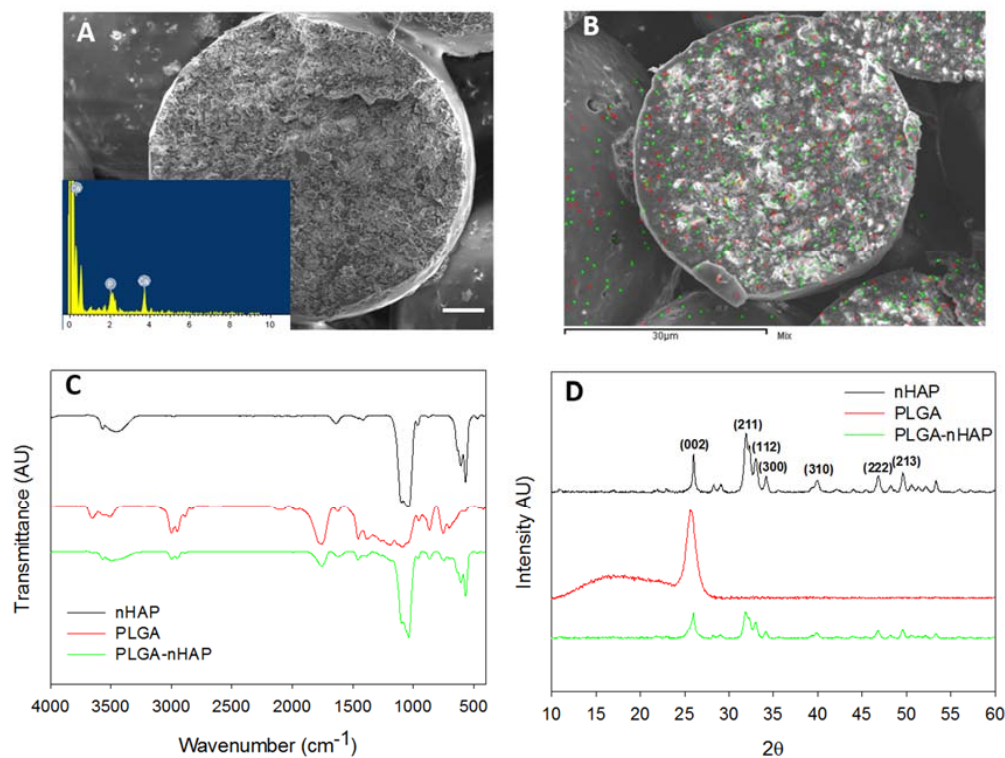 A
Ca
P
Ca
0 2 4 6 8 10
B
30µm
Mix
C
Transmittance (AU)
nHAP
PLGA
PLGA-nHAP
4000 3500 3000 2500 2000 1500 1000 500
Wavenumber (cm⁻¹)
D
nHAP
PLGA
PLGA-nHAP
(002)
(211)
(112)
(300)
(310)
(222)
(213)
Intensity AU
10 15 20 25 30 35 40 45 50 55 60
2θ